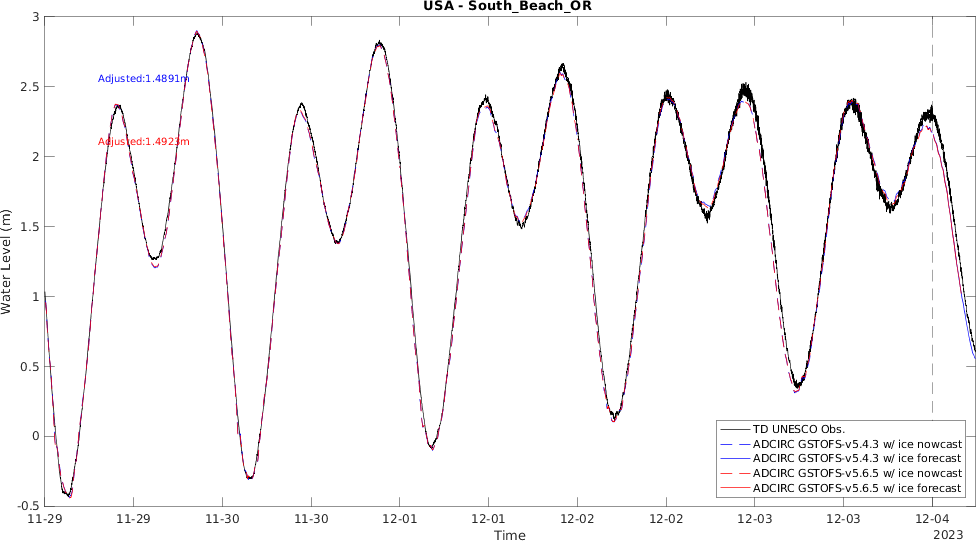 USA - South_Beach_OR
3
2.5
2
1.5
1
0.5
0
-0.5
Water Level (m)
Adjusted:1.4891m
Adjusted:1.4923m
TD UNESCO Obs.
ADCIRC GSTOFS-v5.4.3 w/ ice nowcast
ADCIRC GSTOFS-v5.4.3 w/ ice forecast
ADCIRC GSTOFS-v5.6.5 w/ ice nowcast
ADCIRC GSTOFS-v5.6.5 w/ ice forecast
11-29 11-29 11-30 11-30 12-01 12-01 12-02 12-02 12-03 12-03 12-04
Time
2023